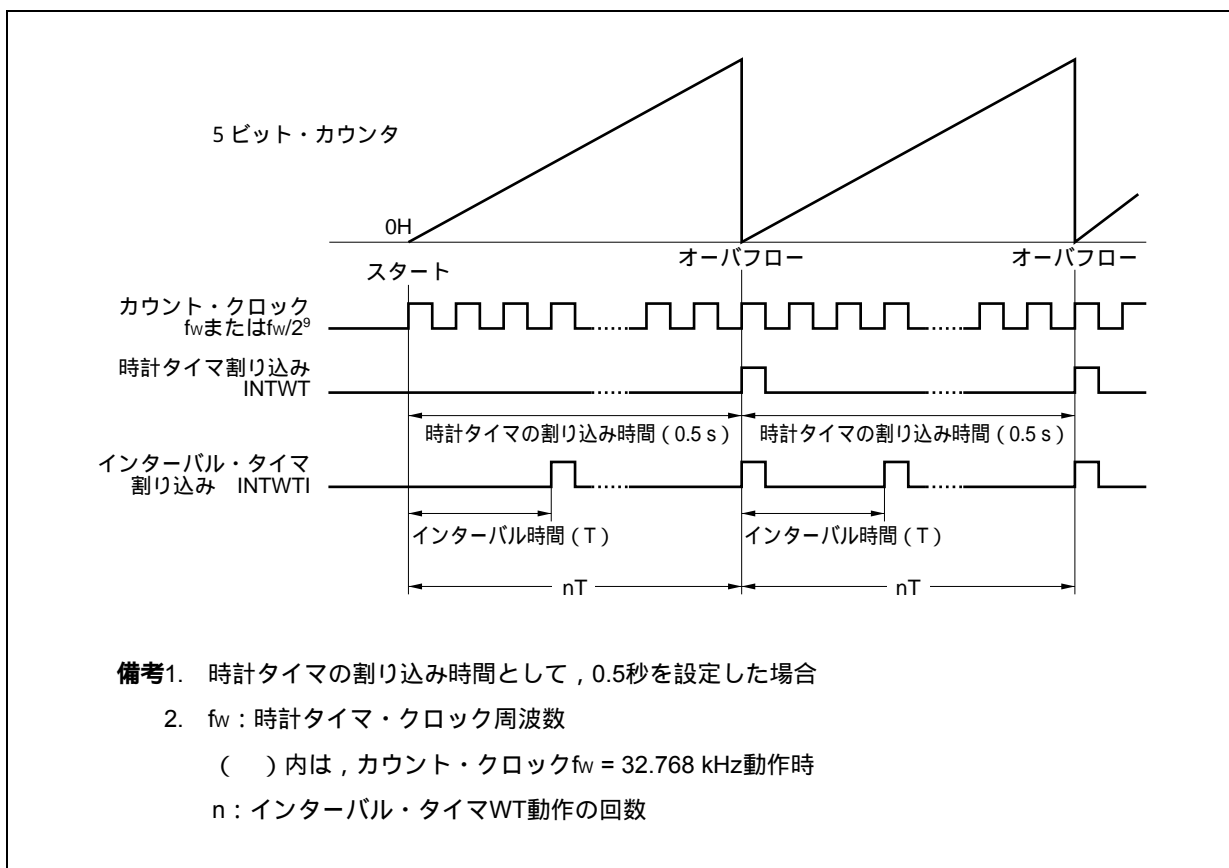 5 ビット・カウンタ
0H
スタート
オーバフロー
オーバフロー
カウント・クロック
fwまたはfw/2⁹
時計タイマ割り込み
INTWT
時計タイマの割り込み時間（0.5 s）
時計タイマの割り込み時間（0.5 s）
インターバル・タイマ
割り込み　INTWTI
インターバル時間（T）
インターバル時間（T）
nT
nT
備考1.　時計タイマの割り込み時間として，0.5秒を設定した場合
2.　fw：時計タイマ・クロック周波数
（　）内は，カウント・クロックfw = 32.768 kHz動作時
n：インターバル・タイマWT動作の回数